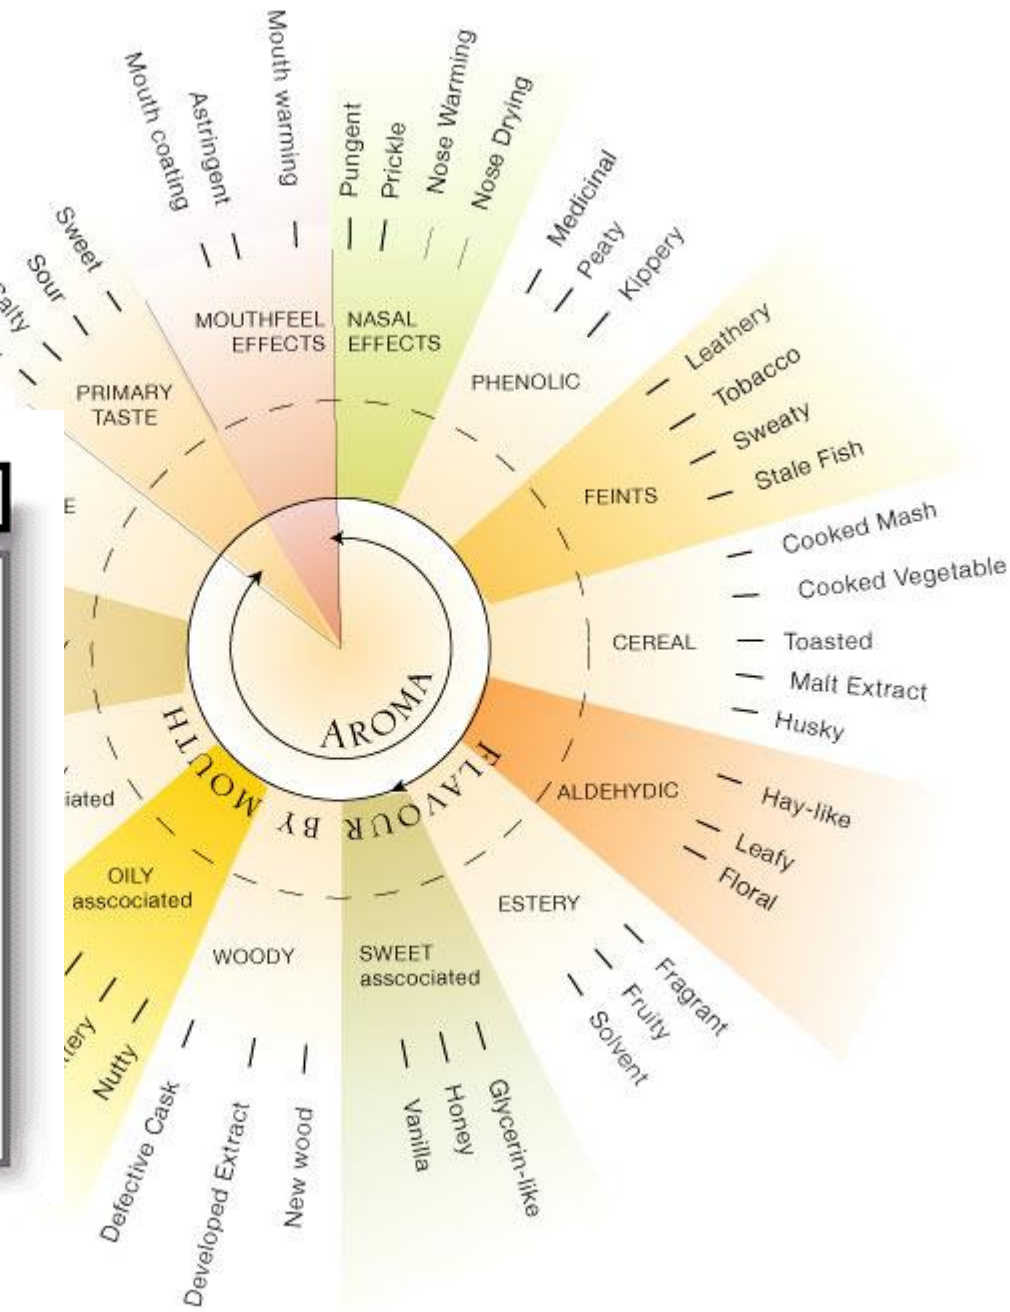 Mouth coating
Astringent
Mouth warming
Pungent
Prickle
Nose Warming
Nose Drying
MOUTHFEEL
EFFECTS
NASAL
EFFECTS
Medicinal
Peaty
Kippery
PHENOLIC
Leathery
Tobacco
Sweaty
Stale Fish
FEINTS
Cooked Mash
Cooked Vegetable
Toasted
Malt Extract
Husky
CEREAL
Hay-like
Leafy
Floral
ALDEHYDIC
Fragrant
Fruity
Solvent
ESTERY
Glycerin-like
Honey
Vanilla
SWEET
asscociated
New wood
Developed Extract
Defective Cask
WOODY
Nutty
OILY
asscociated
iated
E
alty
Sour
Sweet
PRIMARY
TASTE
AROMA
FLAVOUR BY MOUTH